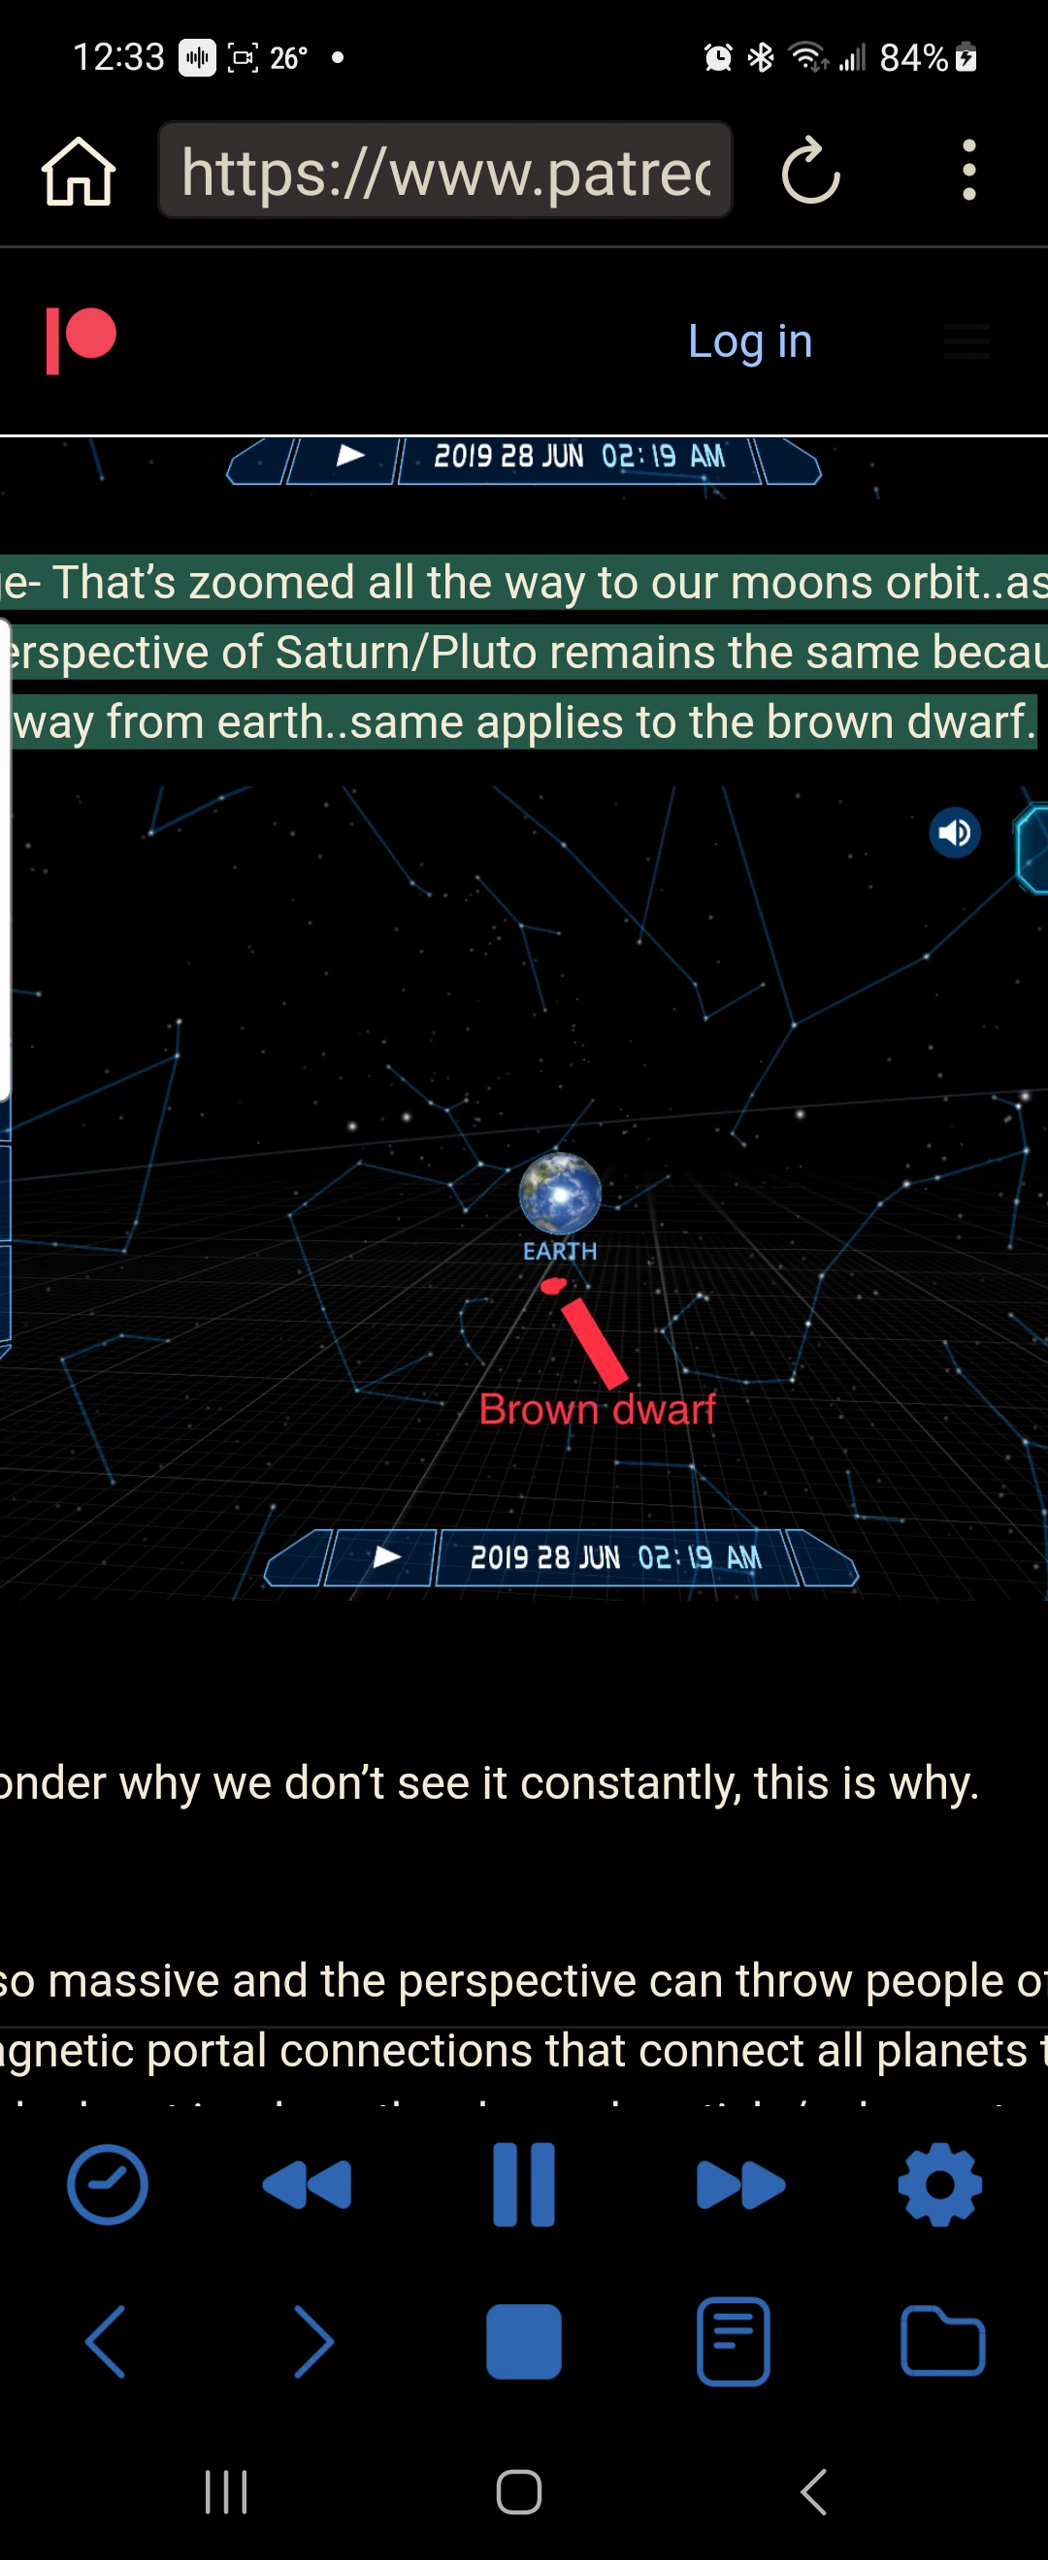 12:33 26° 84%
https://www.patreo
Log in
2019 28 JUN 02:19 AM
ge- That’s zoomed all the way to our moons orbit..as
erspective of Saturn/Pluto remains the same becau
way from earth..same applies to the brown dwarf.
EARTH
Brown dwarf
2019 28 JUN 02:19 AM
onder why we don’t see it constantly, this is why.
so massive and the perspective can throw people of
agnetic portal connections that connect all planets t